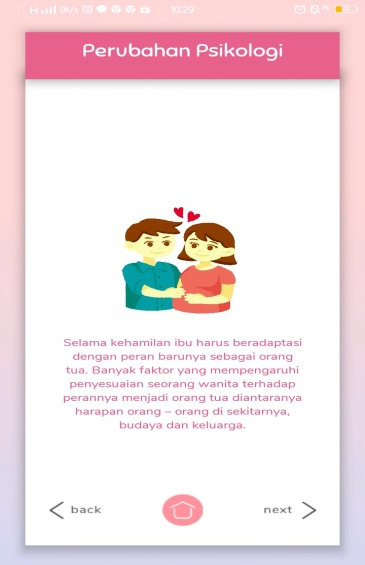 10:29
Perubahan Psikologi
Selama kehamilan ibu harus beradaptasi
dengan peran barunya sebagai orang
tua. Banyak faktor yang mempengaruhi
penyesuaian seorang wanita terhadap
perannya menjadi orang tua diantaranya
harapan orang – orang di sekitarnya,
budaya dan keluarga.
back
next